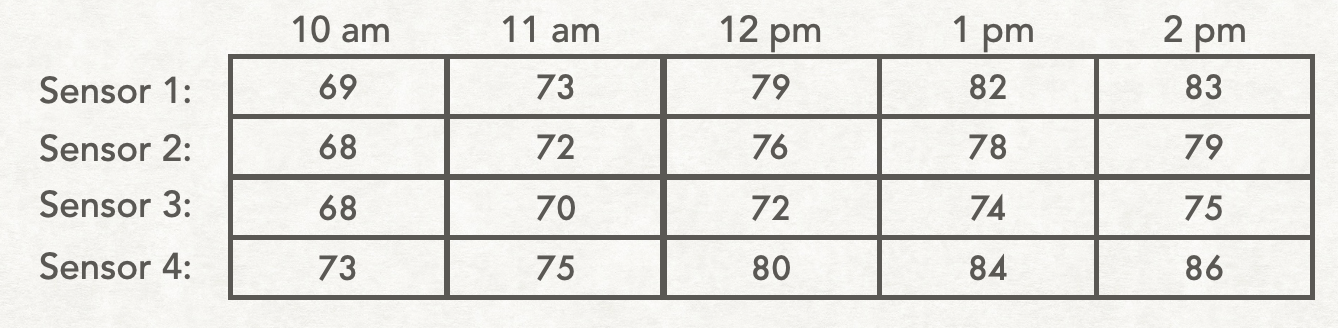 10 am 11 am 12 pm 1 pm 2 pm
Sensor 1: 69 73 79 82 83
Sensor 2: 68 72 76 78 79
Sensor 3: 68 70 72 74 75
Sensor 4: 73 75 80 84 86